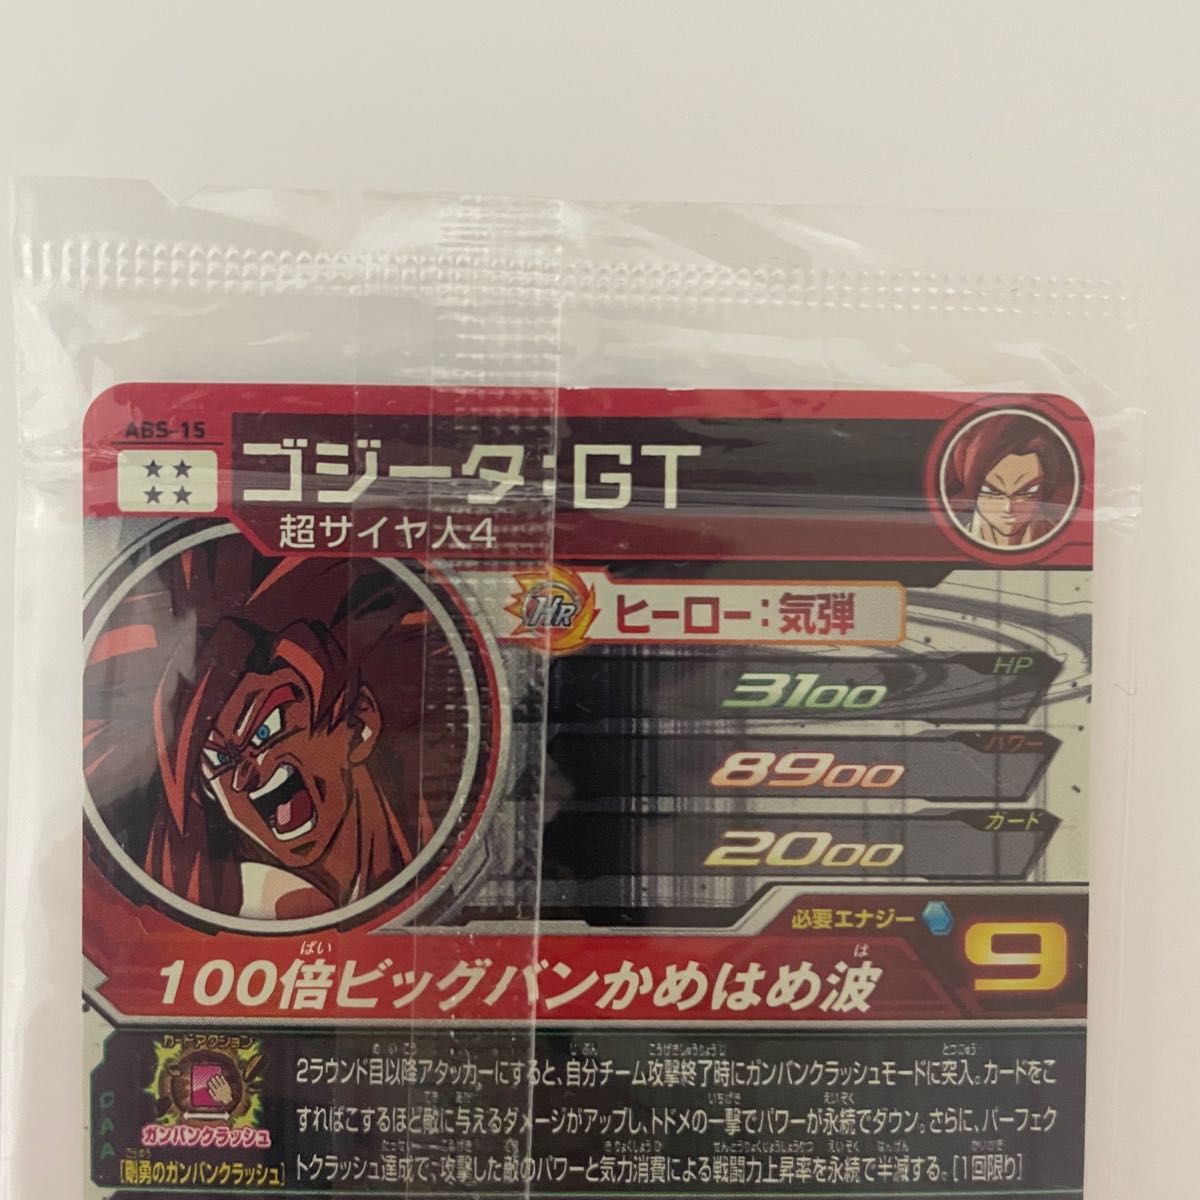 ABS-15
ゴジータ:GT
超サイヤ人4
HR ヒーロー:気弾
HP
3100
パワー
8900
ガード
2000
必要エナジー 9
100倍ビッグバンかめはめ波
ばい は
カードアクション
ガンバンクラッシュ
[剛勇のガンバンクラッシュ]
CAA
2ラウンド目以降アタッカーにすると、自分チーム攻撃終了時にガンバンクラッシュモードに突入。カードをこ
すればこするほど敵に与えるダメージがアップし、トドメの一撃でパワーが永続でダウン。さらに、パーフェク
トクラッシュ達成で、攻撃した敵のパワーと気力消費による戦闘力上昇率を永続で半減する。[1回限り]